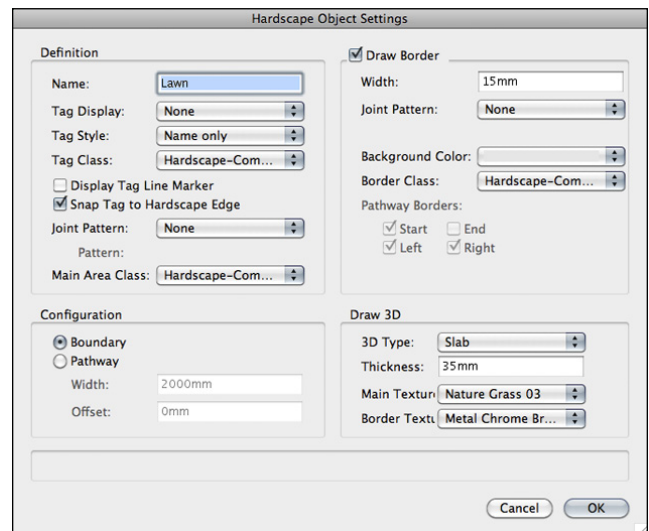 Hardscape Object Settings
Definition
Name: Lawn
Tag Display: None
Tag Style: Name only
Tag Class: Hardscape-Com...
Display Tag Line Marker
Snap Tag to Hardscape Edge
Joint Pattern: None
Pattern:
Main Area Class: Hardscape-Com...
Draw Border
Width: 15mm
Joint Pattern: None
Background Color:
Border Class: Hardscape-Com...
Pathway Borders:
Start End
Left Right
Configuration
Boundary
Pathway
Width: 2000mm
Offset: 0mm
Draw 3D
3D Type: Slab
Thickness: 35mm
Main Textur Nature Grass 03
Border Textu Metal Chrome Br...
Cancel OK